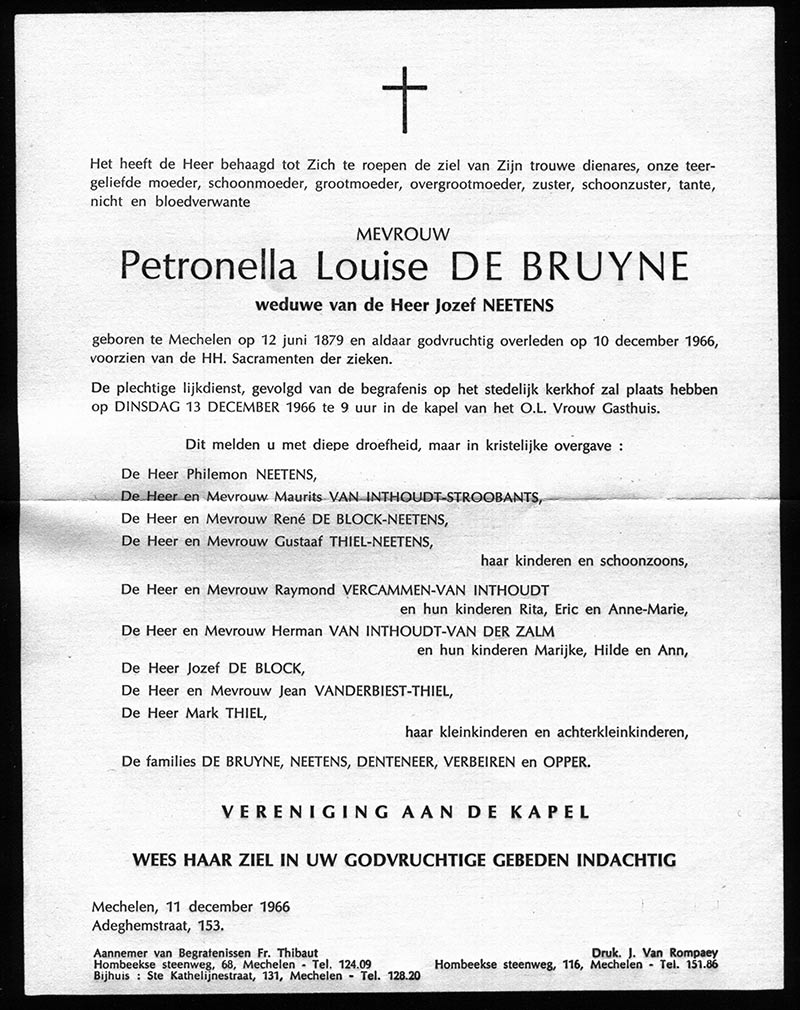 Het heeft de Heer behaagd tot Zich te roepen de ziel van Zijn trouwe dienares, onze teer-
geliefde moeder, schoonmoeder, grootmoeder, overgrootmoeder, zuster, schoonzuster, tante,
nicht en bloedverwante
MEVROUW
Petronella Louise DE BRUYNE
weduwe van de Heer Jozef NEETENS
geboren te Mechelen op 12 juni 1879 en aldaar godvruchtig overleden op 10 december 1966,
voorzien van de HH. Sacramenten der zieken.
De plechtige lijkdienst, gevolgd van de begrafenis op het stedelijk kerkhof zal plaats hebben
op DINSDAG 13 DECEMBER 1966 te 9 uur in de kapel van het O.L. Vrouw Gasthuis.
Dit melden u met diepe droefheid, maar in kristelijke overgave :
De Heer Philemon NEETENS,
De Heer en Mevrouw Maurits VAN INTHOUDT-STROOBANTS,
De Heer en Mevrouw René DE BLOCK-NEETENS,
De Heer en Mevrouw Gustaaf THIEL-NEETENS,
haar kinderen en schoonzoons,
De Heer en Mevrouw Raymond VERCAMMEN-VAN INTHOUDT
en hun kinderen Rita, Eric en Anne-Marie,
De Heer en Mevrouw Herman VAN INTHOUDT-VAN DER ZALM
en hun kinderen Marijke, Hilde en Ann,
De Heer Jozef DE BLOCK,
De Heer en Mevrouw Jean VANDERBIEST-THIEL,
De Heer Mark THIEL,
haar kleinkinderen en achterkleinkinderen,
De families DE BRUYNE, NEETENS, DENTENEER, VERBEIREN en OPPER.
VERENIGING AAN DE KAPEL
WEES HAAR ZIEL IN UW GODVRUCHTIGE GEBEDEN INDACHTIG
Mechelen, 11 december 1966
Adeghemstraat, 153.
Aannemer van Begrafenissen Fr. Thibaut
Hombeekse steenweg, 68, Mechelen - Tel. 124.09
Bijhuis : Ste Kathelijnestraat, 131, Mechelen - Tel. 128.20
Druk. J. Van Rompaey
Hombeekse steenweg, 116, Mechelen - Tel. 151.86